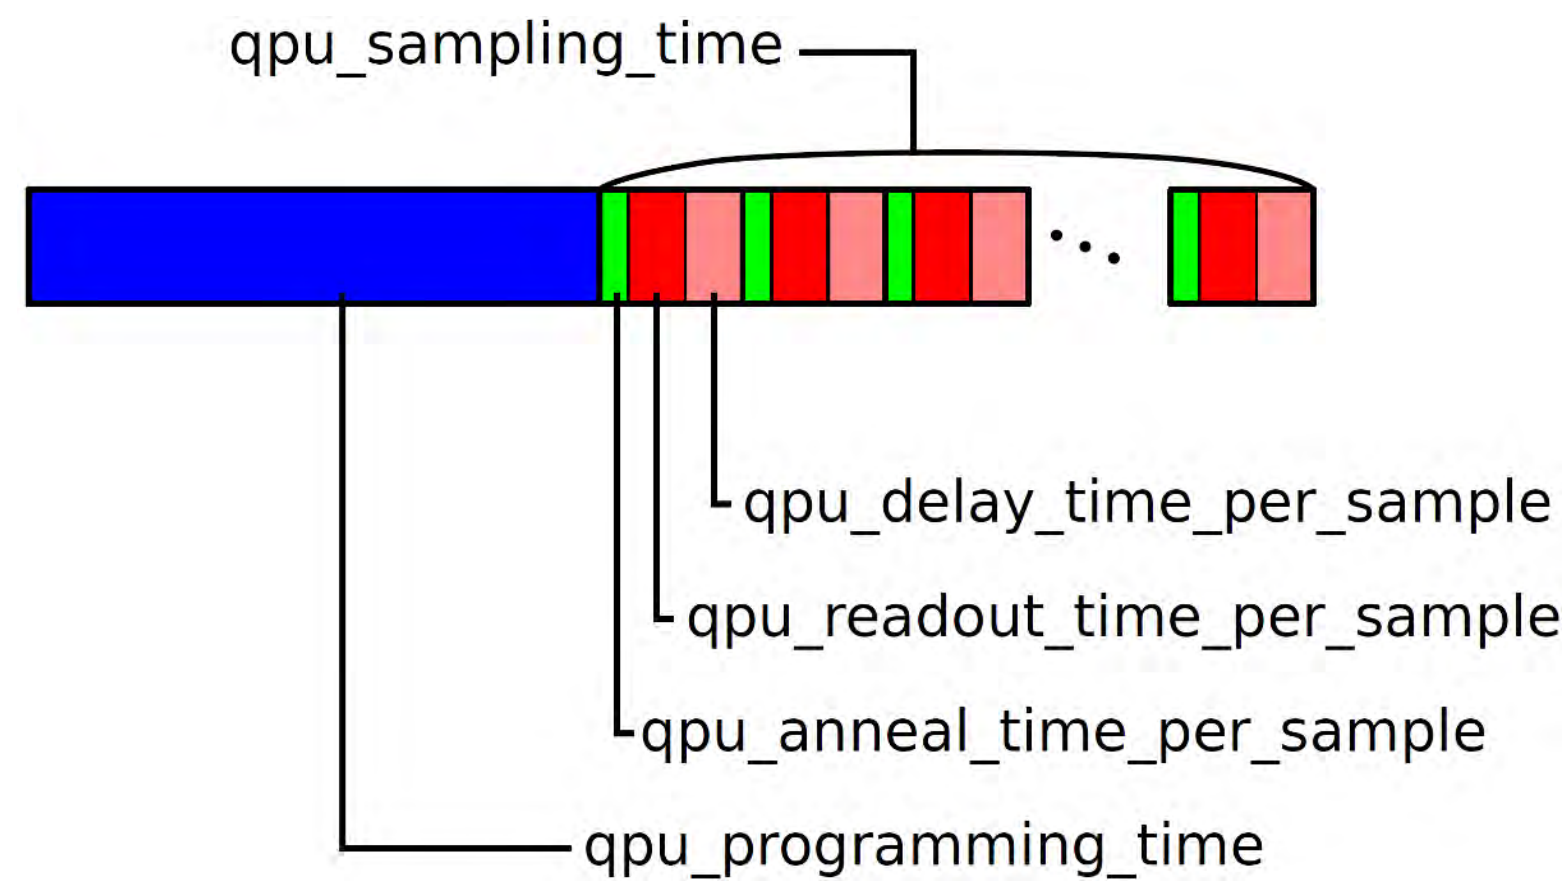 qpu_sampling_time
qpu_delay_time_per_sample
qpu_readout_time_per_sample
qpu_anneal_time_per_sample
qpu_programming_time